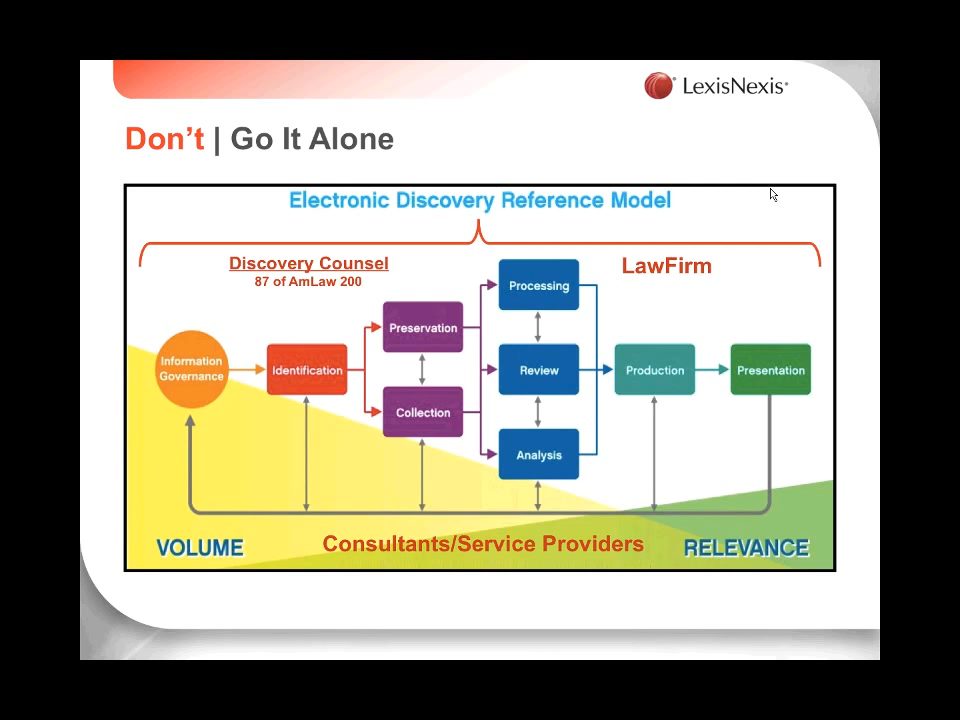 LexisNexis®
Don't | Go It Alone
Electronic Discovery Reference Model
Discovery Counsel
87 of AmLaw 200
LawFirm
Processing
Preservation
Information
Governance
Identification
Review
Production
Presentation
Collection
Analysis
VOLUME
Consultants/Service Providers
RELEVANCE